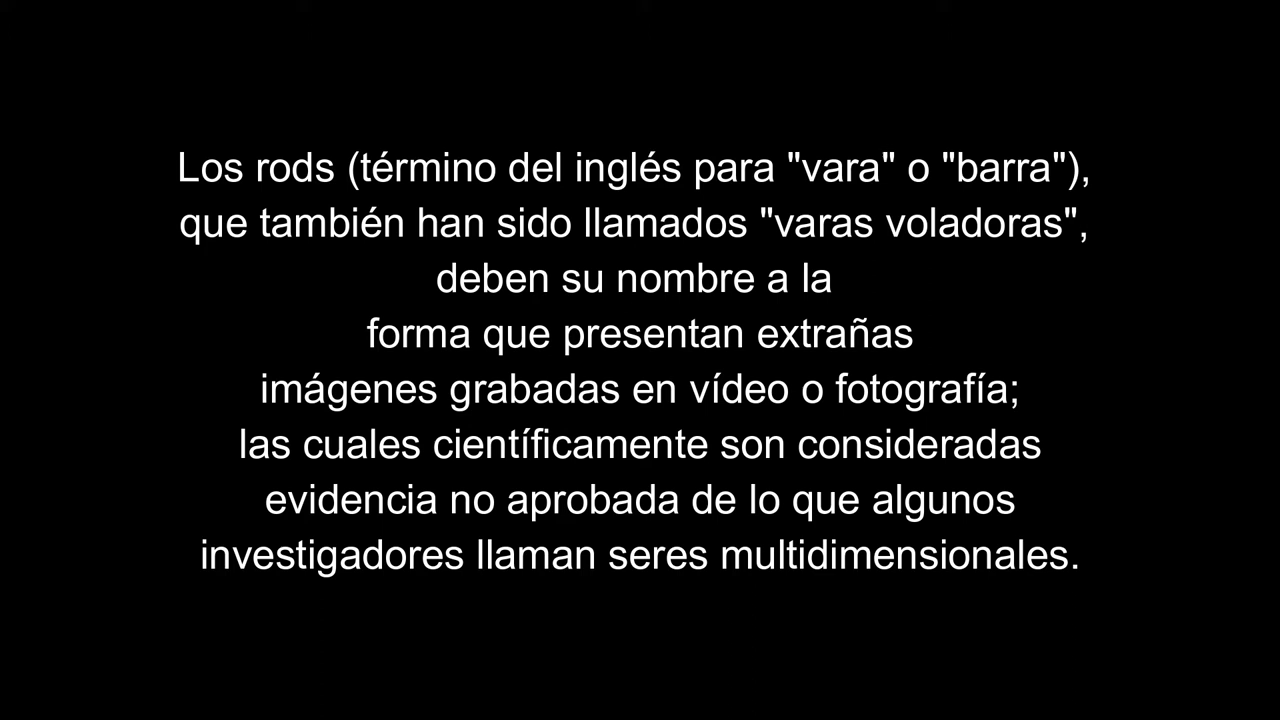 Los rods (término del inglés para "vara" o "barra"),
que también han sido llamados "varas voladoras",
deben su nombre a la
forma que presentan extrañas
imágenes grabadas en vídeo o fotografía;
las cuales científicamente son consideradas
evidencia no aprobada de lo que algunos
investigadores llaman seres multidimensionales.